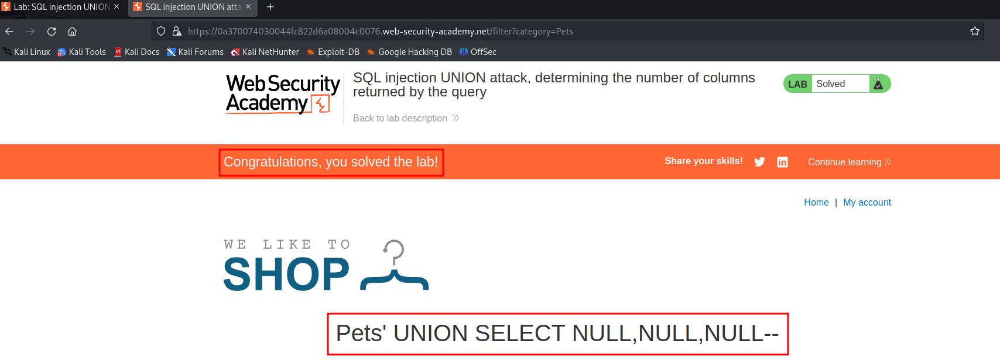 Lab: SQL injection UNION
SQL injection UNION atta
https://0a370074030044fc822d6a08004c0076.web-security-academy.net/filter?category=Pets
Kali Linux Kali Tools Kali Docs Kali Forums Kali NetHunter Exploit-DB Google Hacking DB OffSec
WebSecurity
Academy
SQL injection UNION attack, determining the number of columns
returned by the query
Back to lab description
LAB Solved
Congratulations, you solved the lab!
Share your skills!
in
Continue learning
Home | My account
WE LIKE TO
SHOP
Pets' UNION SELECT NULL,NULL,NULL--